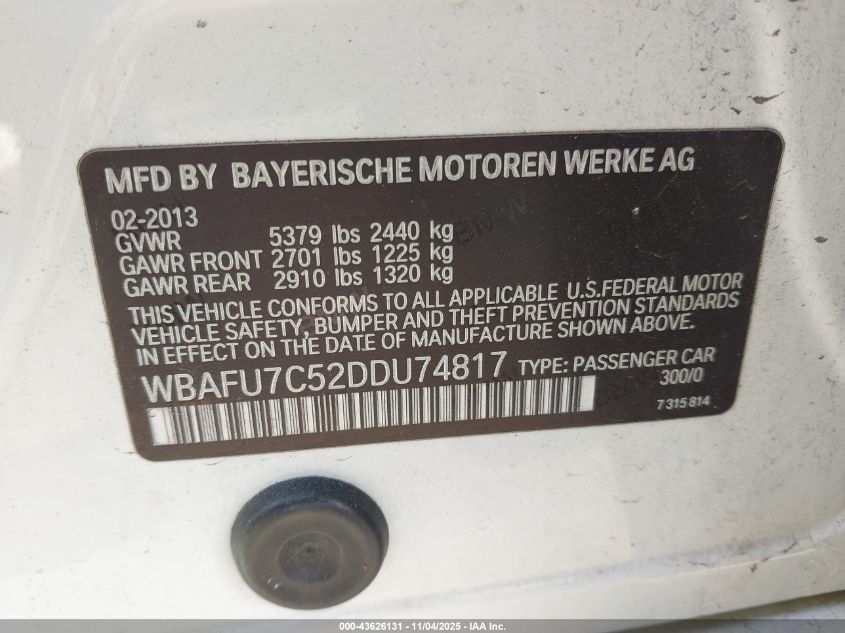 MFD BY BAYERISCHE MOTOREN WERKE AG
02-2013
GVWR 5379 lbs 2440 kg
GAWR FRONT 2701 lbs 1225 kg
GAWR REAR 2910 lbs 1320 kg
THIS VEHICLE CONFORMS TO ALL APPLICABLE U.S.FEDERAL MOTOR
VEHICLE SAFETY, BUMPER AND THEFT PREVENTION STANDARDS
IN EFFECT ON THE DATE OF MANUFACTURE SHOWN ABOVE.
WBAFU7C52DDU74817 TYPE: PASSENGER CAR
300/0
7 315 814
000-43626131 - 11/04/2025 - IAA Inc.